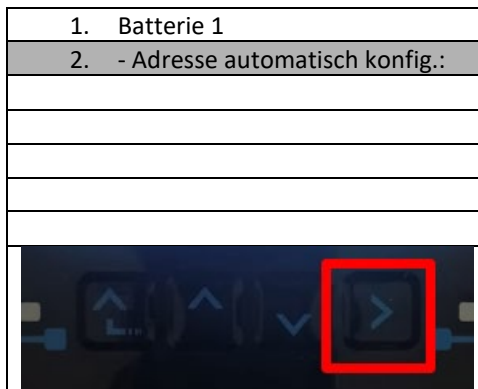 1. Batterie 1
2. - Adresse automatisch konfig.: